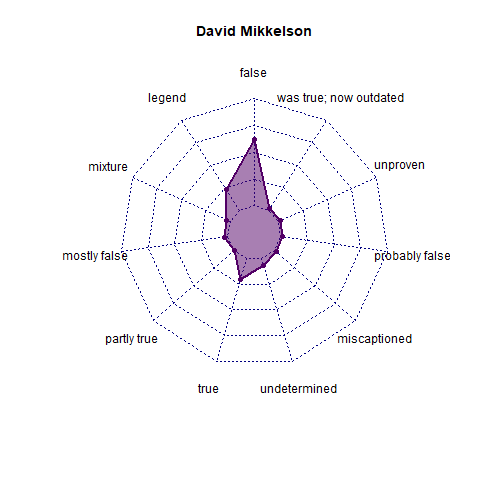 David Mikkelson
false
legend
was true; now outdated
mixture
unproven
mostly false
probably false
partly true
miscaptioned
true
undetermined